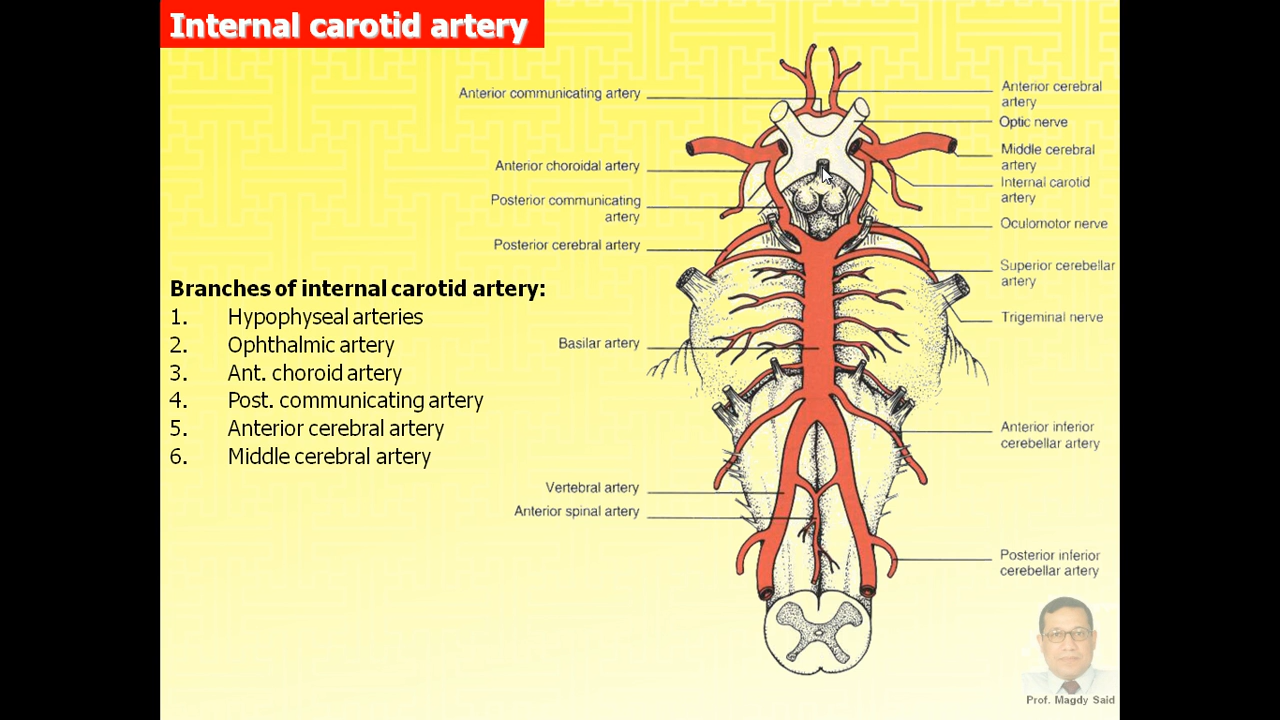 Internal carotid artery
Anterior communicating artery
Anterior choroidal artery
Posterior communicating
artery
Posterior cerebral artery
Basilar artery
Vertebral artery
Anterior spinal artery
Anterior cerebral
artery
Optic nerve
Middle cerebral
artery
Internal carotid
artery
Oculomotor nerve
Superior cerebellar
artery
Trigeminal nerve
Anterior inferior
cerebellar artery
Posterior inferior
cerebellar artery
Branches of internal carotid artery:
1. Hypophyseal arteries
2. Ophthalmic artery
3. Ant. choroid artery
4. Post. communicating artery
5. Anterior cerebral artery
6. Middle cerebral artery
Prof. Magdy Said